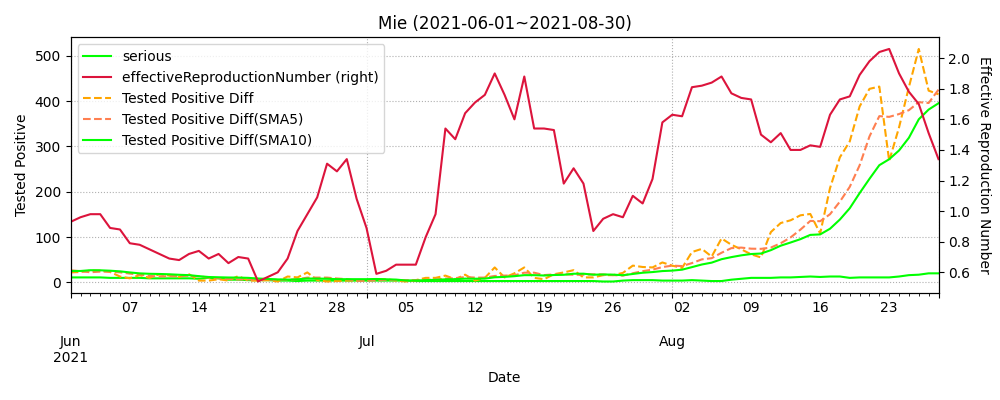 Mie (2021-06-01~2021-08-30)
serious
effectiveReproductionNumber (right)
Tested Positive Diff
Tested Positive Diff(SMA5)
Tested Positive Diff(SMA10)
Tested Positive
500
400
300
200
100
0
2.0
1.8
1.6
1.4
1.2
1.0
0.8
0.6
Effective Reproduction Number
07 14 21 28 05 12 19 26 02 09 16 23
Jun Jul Aug
2021
Date